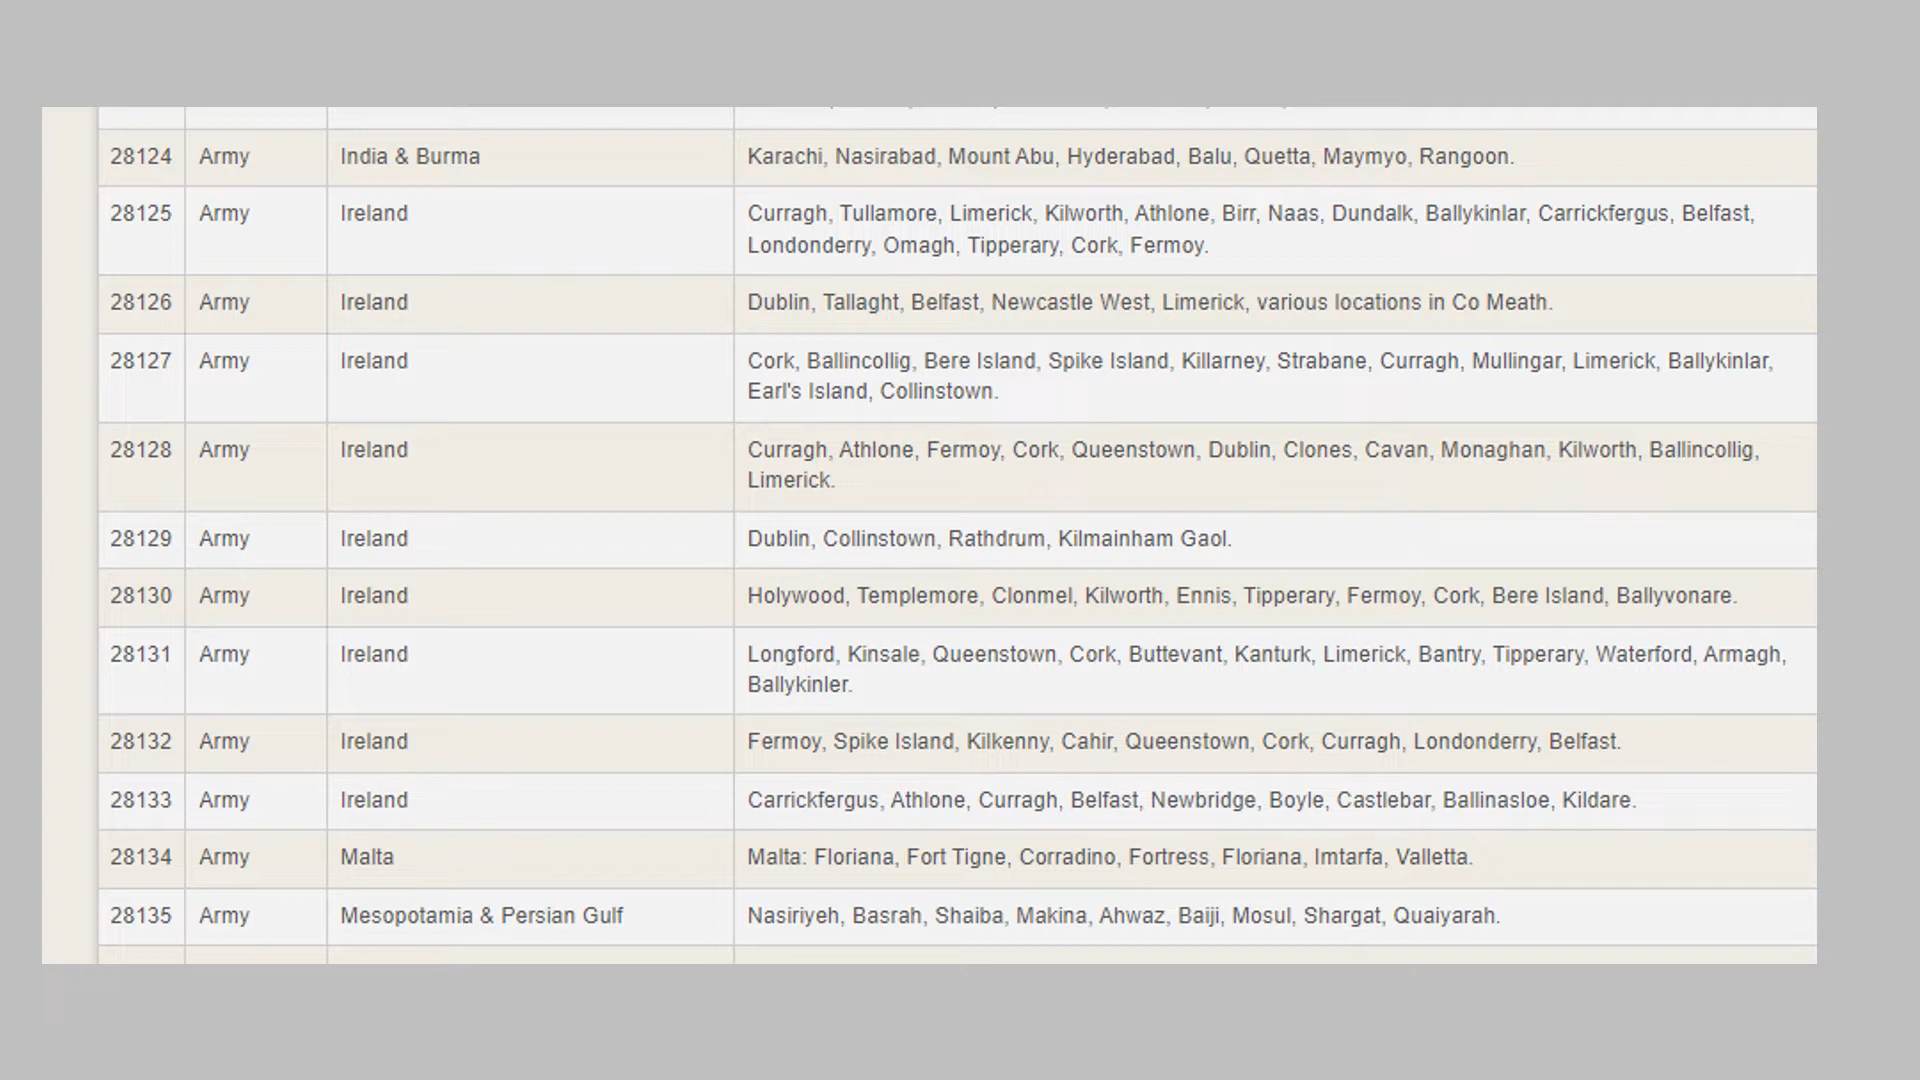 28124 Army India & Burma Karachi, Nasirabad, Mount Abu, Hyderabad, Balu, Quetta, Maymyo, Rangoon.
28125 Army Ireland Curragh, Tullamore, Limerick, Kilworth, Athlone, Birr, Naas, Dundalk, Ballykinlar, Carrickfergus, Belfast,
Londonderry, Omagh, Tipperary, Cork, Fermoy.
28126 Army Ireland Dublin, Tallaght, Belfast, Newcastle West, Limerick, various locations in Co Meath.
28127 Army Ireland Cork, Ballincollig, Bere Island, Spike Island, Killarney, Strabane, Curragh, Mullingar, Limerick, Ballykinlar,
Earl's Island, Collinstown.
28128 Army Ireland Curragh, Athlone, Fermoy, Cork, Queenstown, Dublin, Clones, Cavan, Monaghan, Kilworth, Ballincollig,
Limerick.
28129 Army Ireland Dublin, Collinstown, Rathdrum, Kilmainham Gaol.
28130 Army Ireland Holywood, Templemore, Clonmel, Kilworth, Ennis, Tipperary, Fermoy, Cork, Bere Island, Ballyvonare.
28131 Army Ireland Longford, Kinsale, Queenstown, Cork, Buttevant, Kanturk, Limerick, Bantry, Tipperary, Waterford, Armagh,
Ballykinler.
28132 Army Ireland Fermoy, Spike Island, Kilkenny, Cahir, Queenstown, Cork, Curragh, Londonderry, Belfast.
28133 Army Ireland Carrickfergus, Athlone, Curragh, Belfast, Newbridge, Boyle, Castlebar, Ballinasloe, Kildare.
28134 Army Malta Malta: Floriana, Fort Tigne, Corradino, Fortress, Floriana, Imtarfa, Valletta.
28135 Army Mesopotamia & Persian Gulf Nasiriyeh, Basrah, Shaiba, Makina, Ahwaz, Baiji, Mosul, Shargat, Quaiyarah.